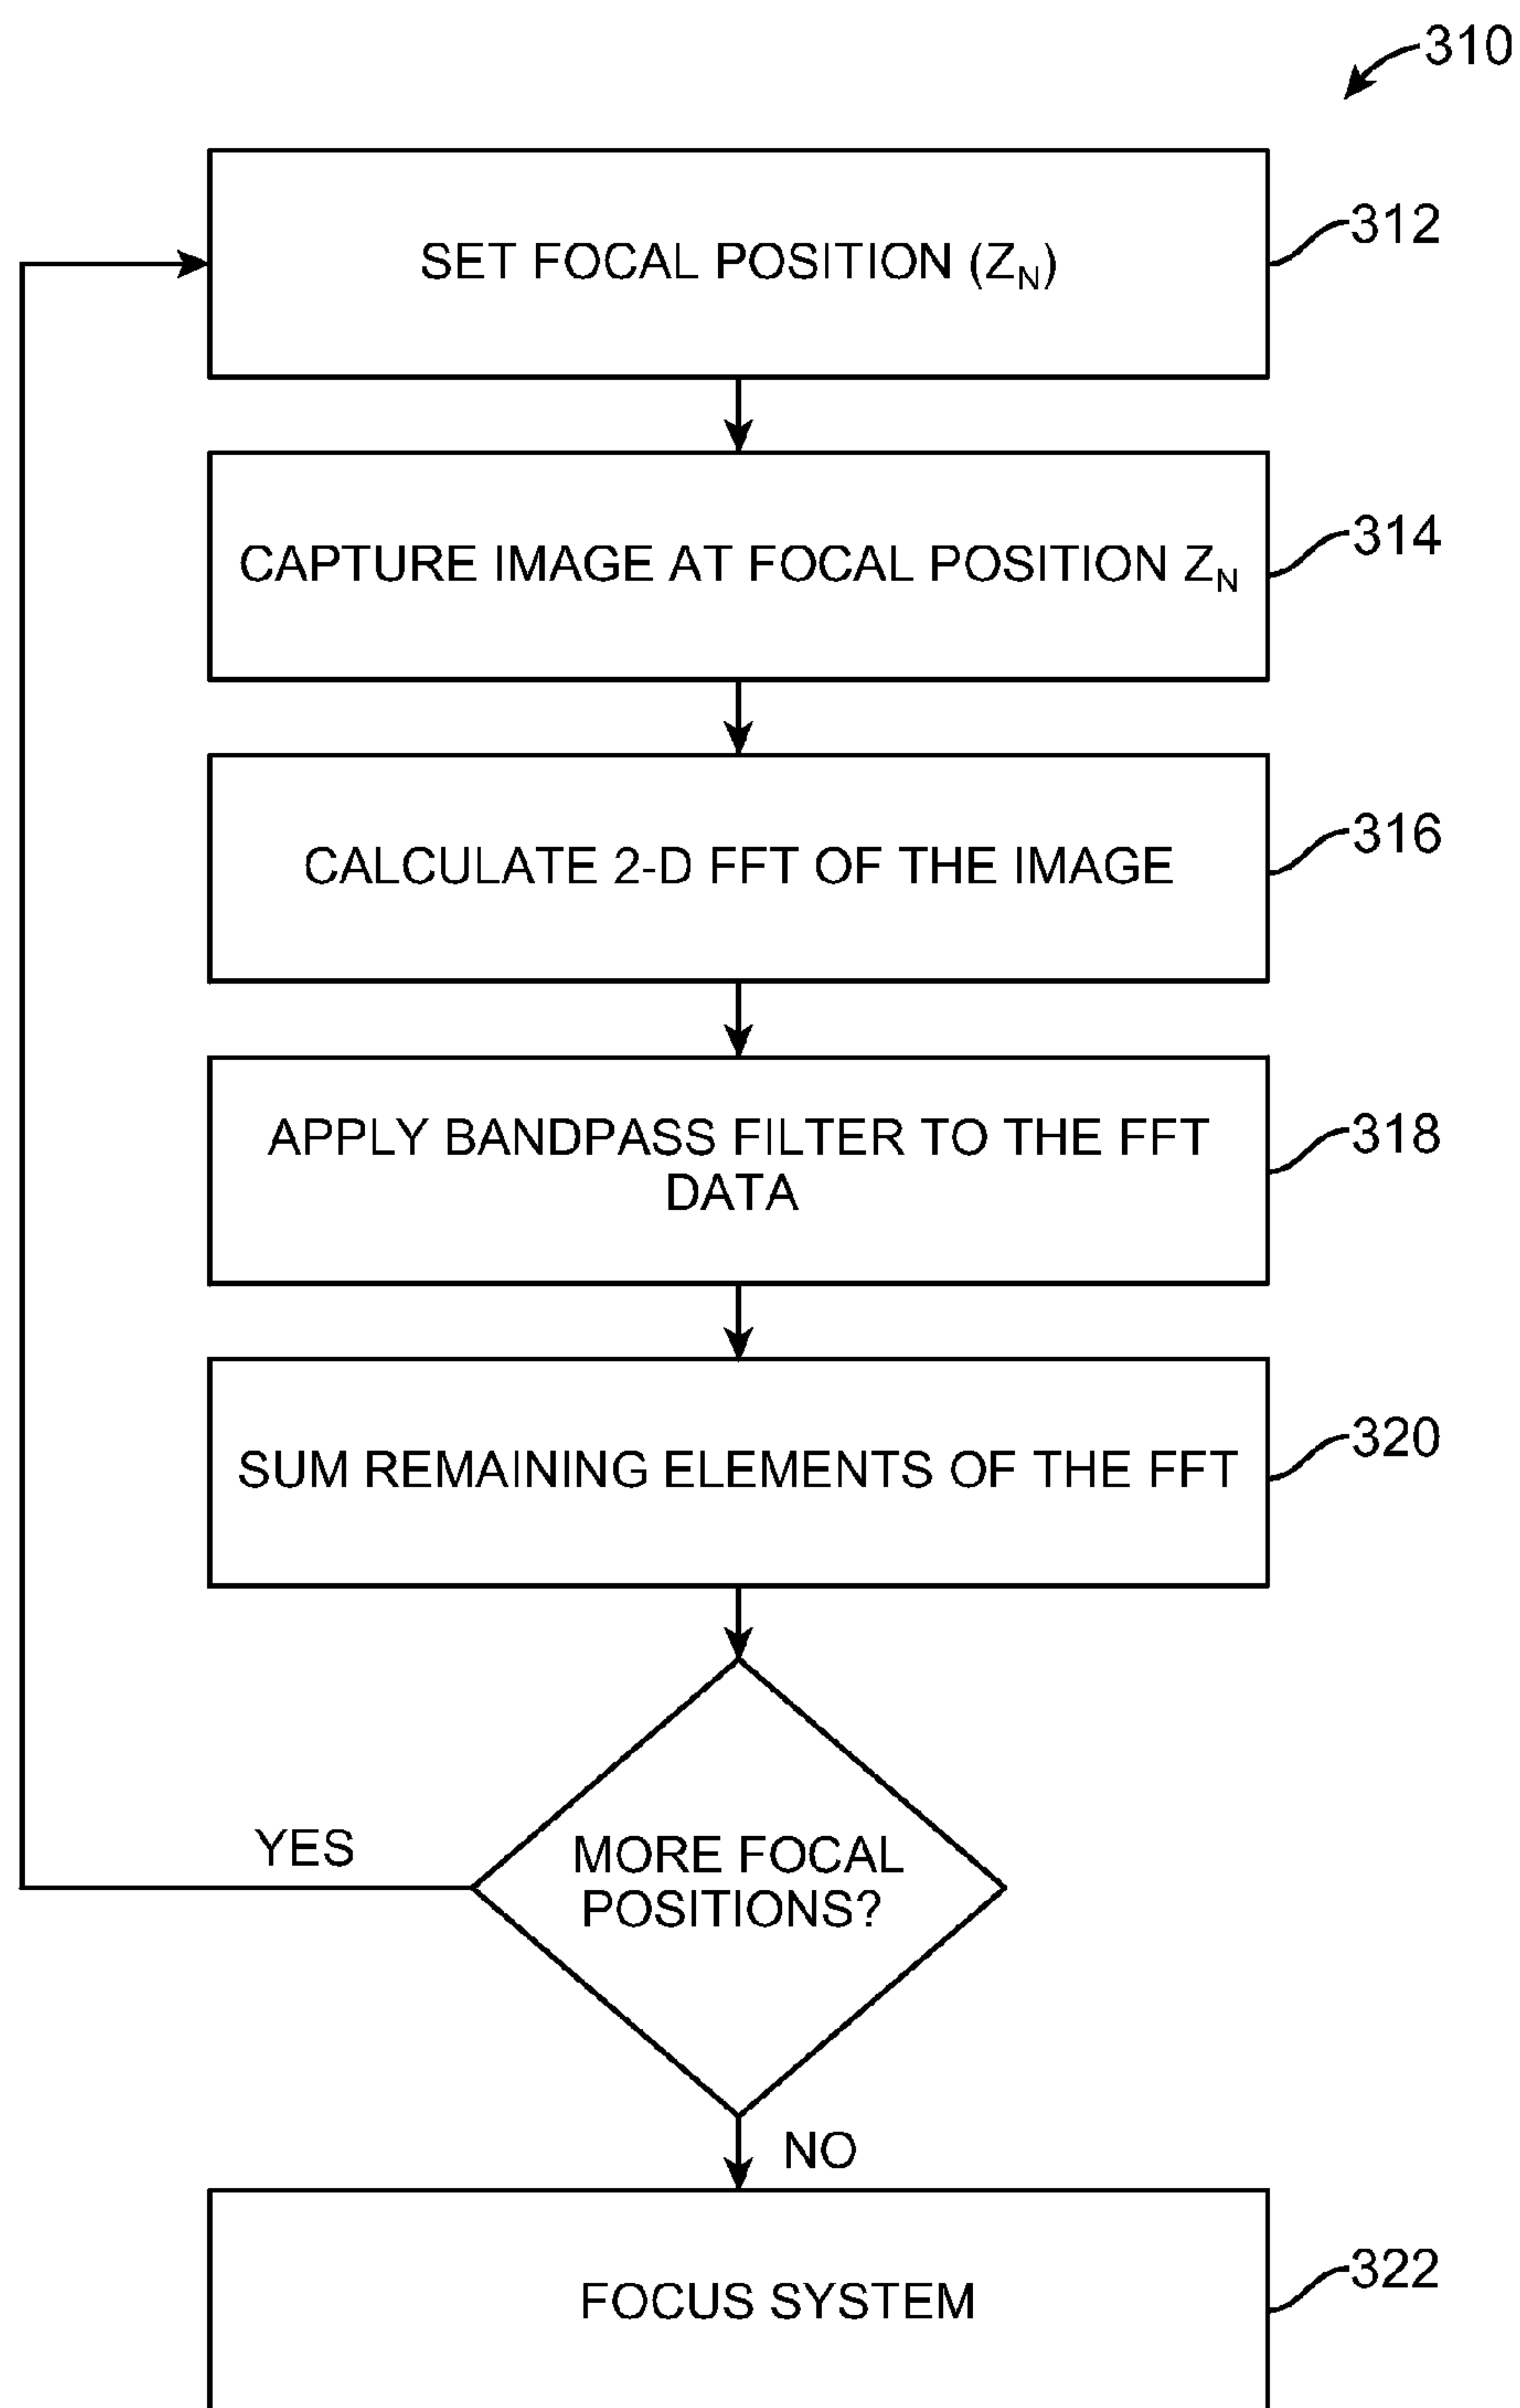 310
SET FOCAL POSITION (ZN)
312
CAPTURE IMAGE AT FOCAL POSITION ZN
314
CALCULATE 2-D FFT OF THE IMAGE
316
APPLY BANDPASS FILTER TO THE FFT
DATA
318
SUM REMAINING ELEMENTS OF THE FFT
320
YES
MORE FOCAL
POSITIONS?
NO
FOCUS SYSTEM
322